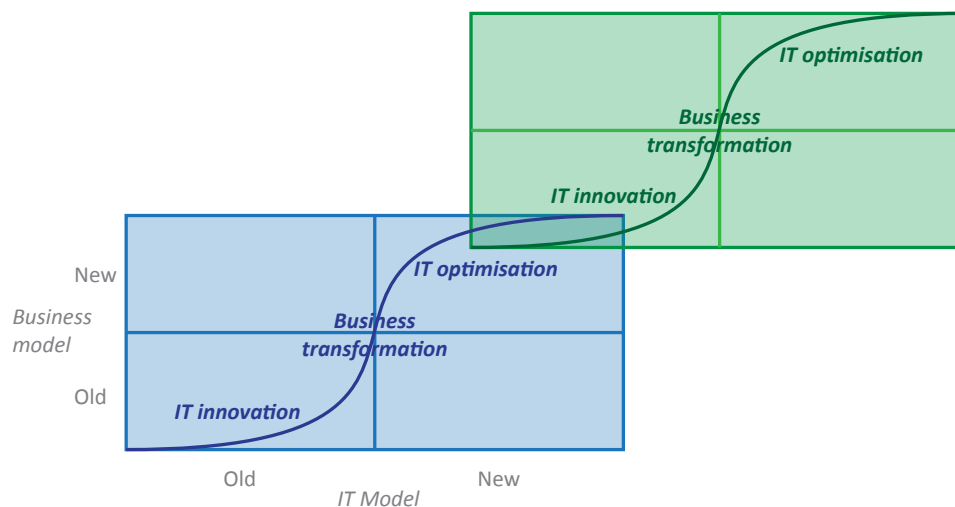 IT optimisation
Business
transformation
IT innovation
New
IT optimisation
Business
model
Business
transformation
Old
IT innovation
Old
New
IT Model